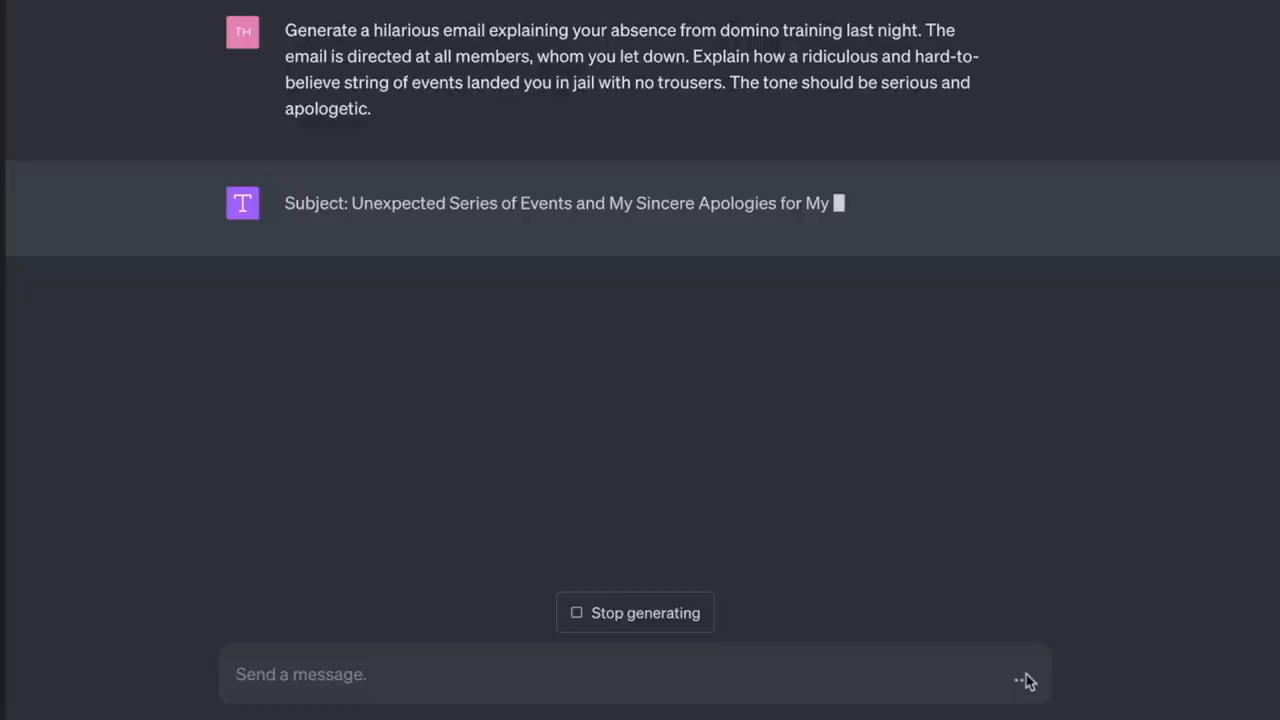 TH
Generate a hilarious email explaining your absence from domino training last night. The
email is directed at all members, whom you let down. Explain how a ridiculous and hard-to-
believe string of events landed you in jail with no trousers. The tone should be serious and
apologetic.
T
Subject: Unexpected Series of Events and My Sincere Apologies for My
Stop generating
Send a message.